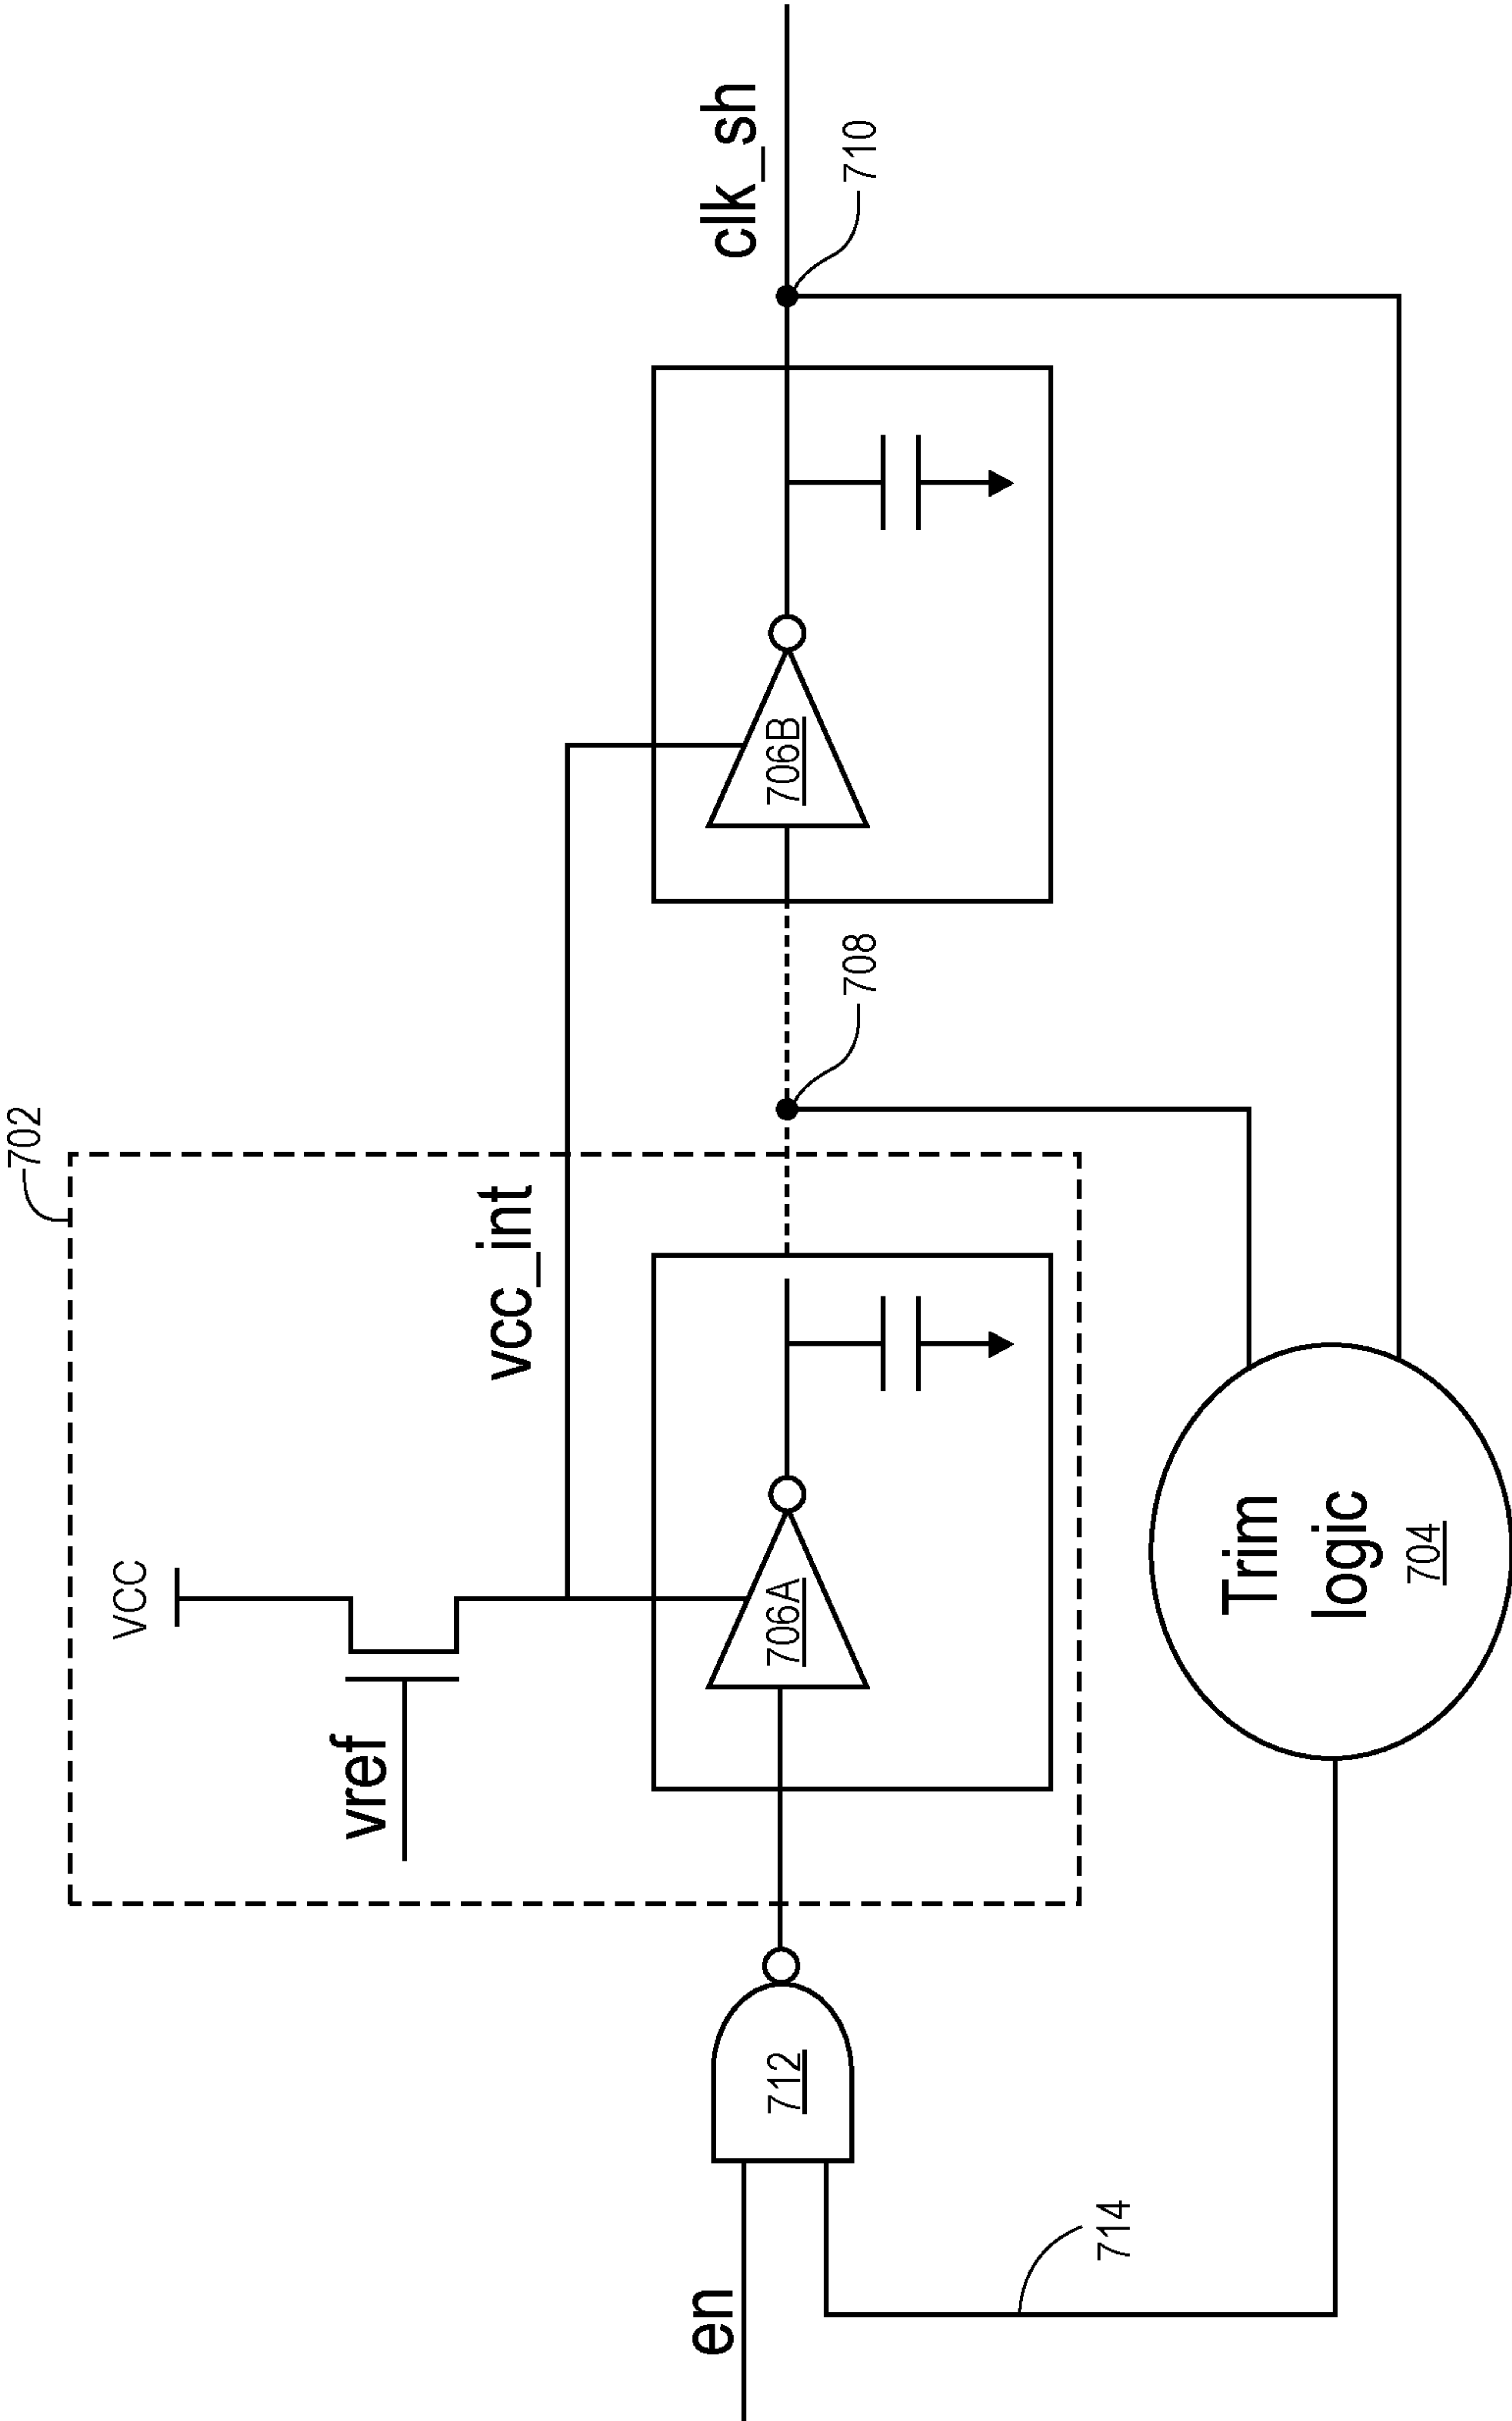 702
VCC
vref
vcc_int
clk_sh
en
712
706A
706B
708
710
714
Trim
logic
704